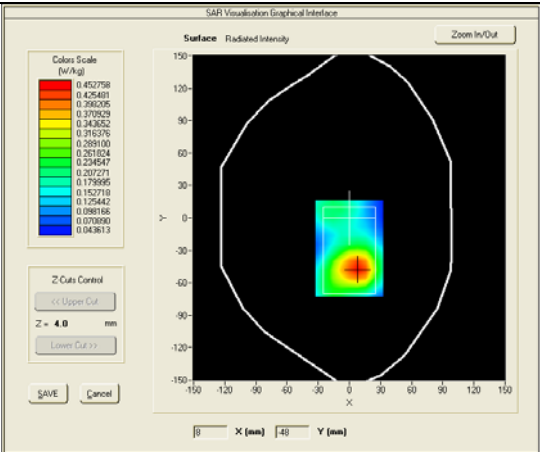 SAR Visualisation Graphical Interface
Surface Radiated Intensity
Zoom In/Out
Colors Scale
(W/kg)
0.452758
0.425481
0.398205
0.370929
0.343652
0.316376
0.289100
0.261824
0.234547
0.207271
0.179995
0.152718
0.125442
0.098166
0.070890
0.043613
Z-Cuts Control
<< Upper Cut
Z = 4.0 mm
Lower Cut >>
SAVE Cancel
150
120
90
60
30
0
-30
-60
-90
-120
-150
Y
-150 -120 -90 -60 -30 0 30 60 90 120 150
X
8 X (mm) -48 Y (mm)